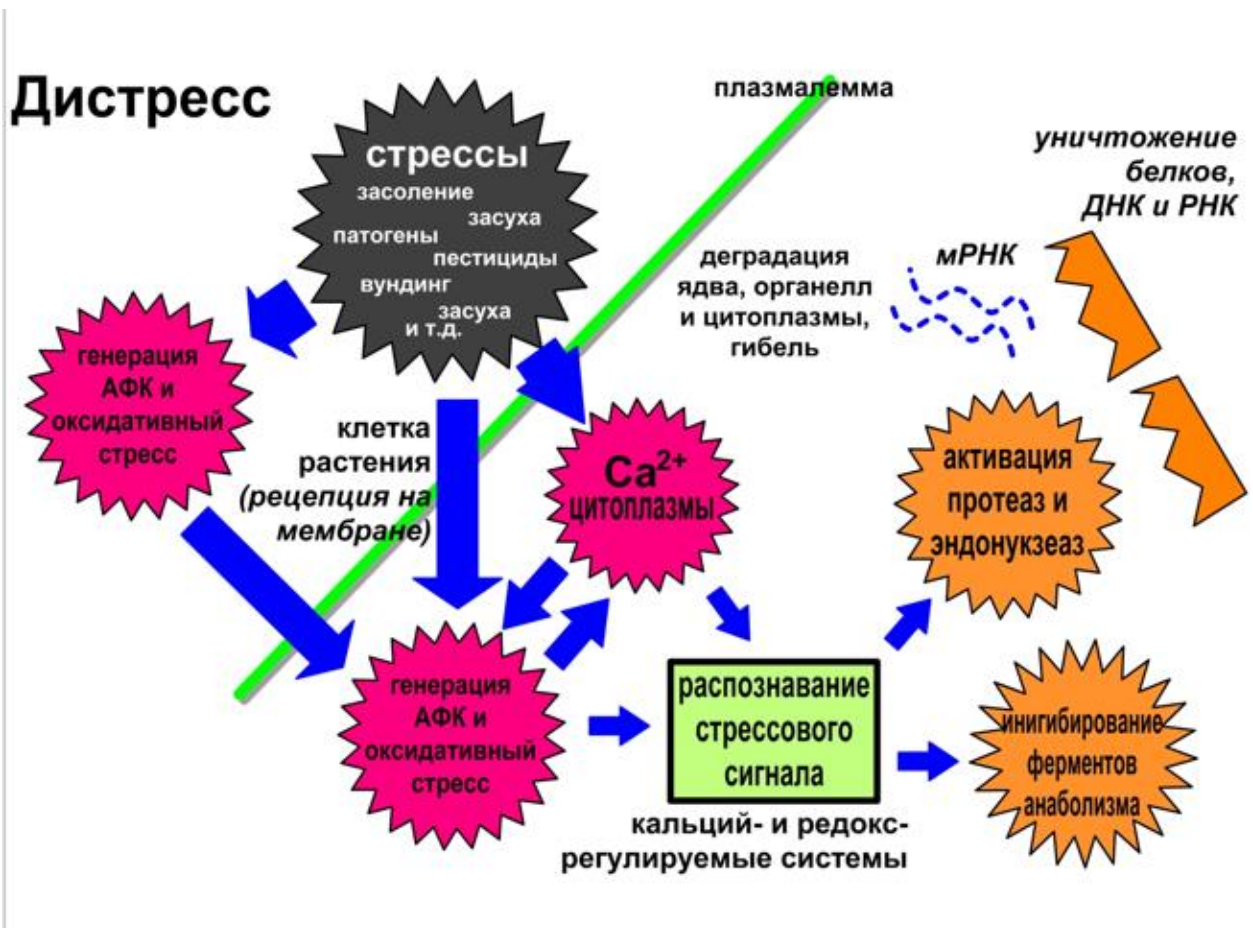 Дистресс
плазмалемма
стрессы
засоление
засуха
патогены
пестициды
вундинг
засуха
и т.д.
уничтожение
белков,
ДНК и РНК
деградация
ядва, органелл
и цитоплазмы,
гибель
мРНК
генерация
АФК и
оксидативный
стресс
клетка
растения
(рецепция на
мембране)
Ca²⁺
цитоплазмы
активация
протеаз и
эндонукзеаз
генерация
АФК и
оксидативный
стресс
распознавание
стрессового
сигнала
инигибирование
ферментов
анаболизма
кальций- и редокс-
регулируемые системы